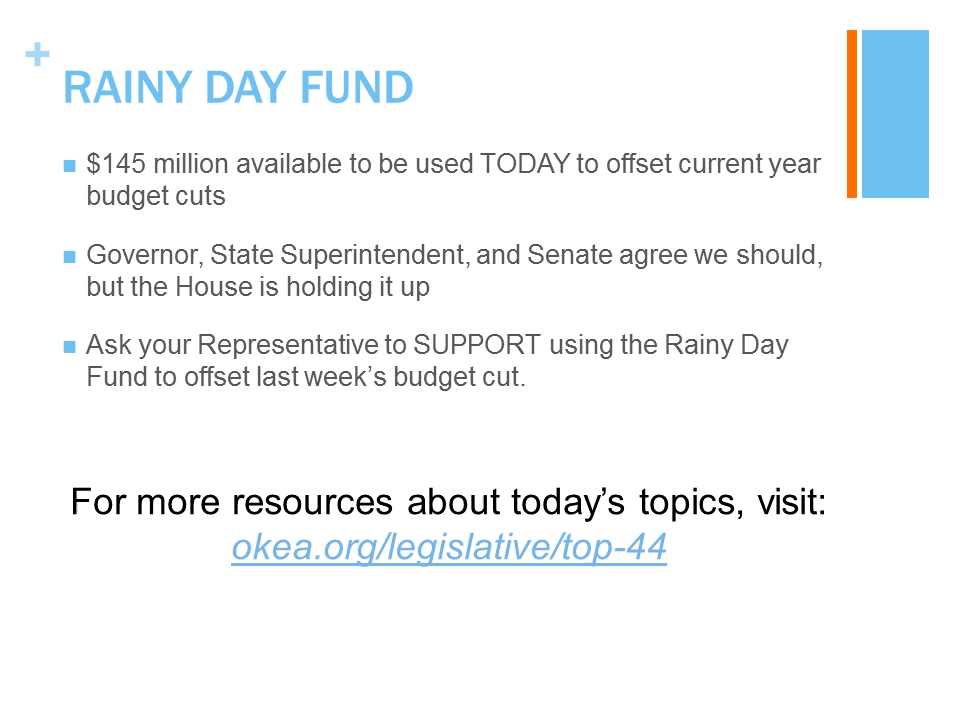 +
RAINY DAY FUND
$145 million available to be used TODAY to offset current year
budget cuts
Governor, State Superintendent, and Senate agree we should,
but the House is holding it up
Ask your Representative to SUPPORT using the Rainy Day
Fund to offset last week’s budget cut.
For more resources about today’s topics, visit:
okea.org/legislative/top-44